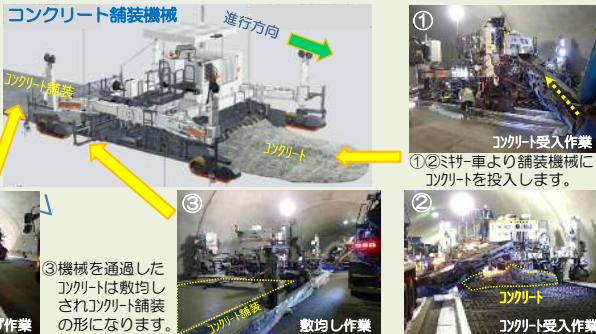 コンクリート舗装機械
進行方向
コンクリート舗装
コンクリート
①
コンクリート受入作業
①②ミキサー車より舗装機械に
コンクリートを投入します。
②
コンクリート
コンクリート受入作業
③
コンクリート舗装
敷均し作業
③機械を通過した
コンクリートは敷均し
されコンクリート舗装
の形になります。
作業